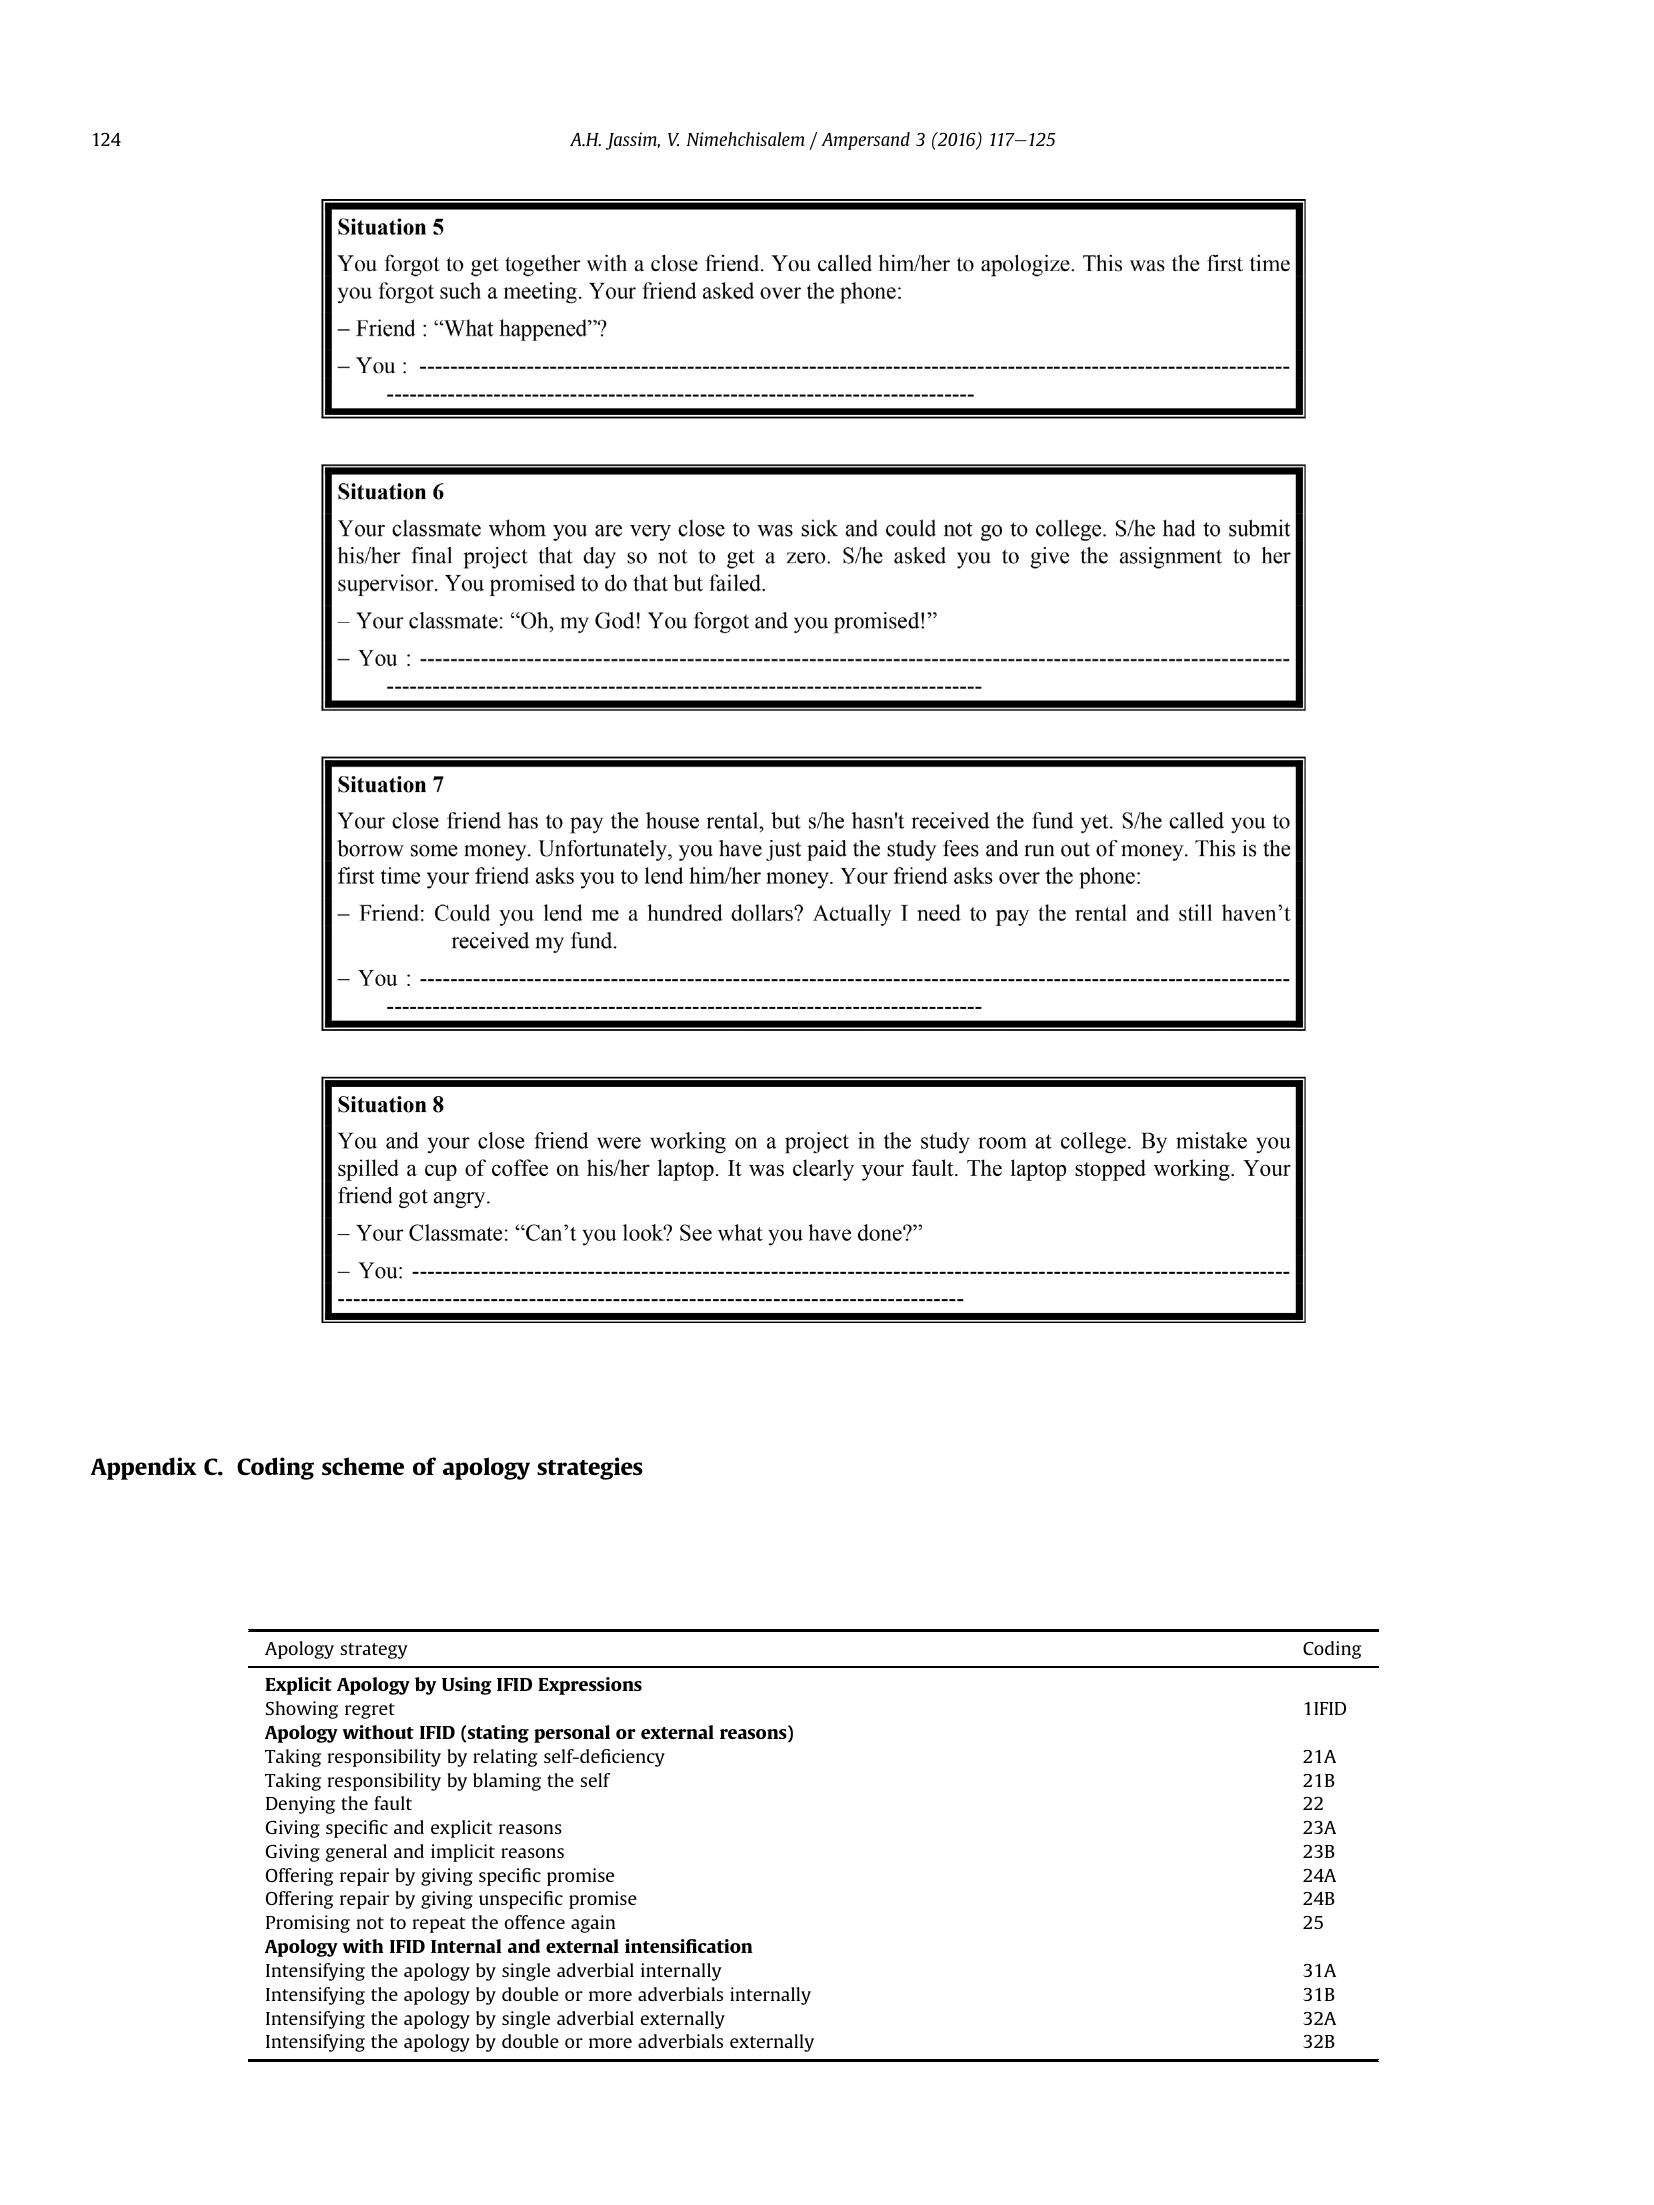 124
A.H. Jassim, V. Nimehchisalem / Ampersand 3 (2016) 117–125
Situation 5
You forgot to get together with a close friend. You called him/her to apologize. This was the first time
you forgot such a meeting. Your friend asked over the phone:
– Friend : “What happened”?
– You : ------------------------------------------------------------------------------------------------------------------
-----------------------------------------------------------------------------
Situation 6
Your classmate whom you are very close to was sick and could not go to college. S/he had to submit
his/her final project that day so not to get a zero. S/he asked you to give the assignment to her
supervisor. You promised to do that but failed.
– Your classmate: “Oh, my God! You forgot and you promised!”
– You : ------------------------------------------------------------------------------------------------------------------
------------------------------------------------------------------------------
Situation 7
Your close friend has to pay the house rental, but s/he hasn't received the fund yet. S/he called you to
borrow some money. Unfortunately, you have just paid the study fees and run out of money. This is the
first time your friend asks you to lend him/her money. Your friend asks over the phone:
– Friend: Could you lend me a hundred dollars? Actually I need to pay the rental and still haven’t
received my fund.
– You : ------------------------------------------------------------------------------------------------------------------
------------------------------------------------------------------------------
Situation 8
You and your close friend were working on a project in the study room at college. By mistake you
spilled a cup of coffee on his/her laptop. It was clearly your fault. The laptop stopped working. Your
friend got angry.
– Your Classmate: “Can’t you look? See what you have done?”
– You: -------------------------------------------------------------------------------------------------------------------
----------------------------------------------------------------------------------
Appendix C. Coding scheme of apology strategies
Apology strategy Coding
Explicit Apology by Using IFID Expressions
Showing regret 1IFID
Apology without IFID (stating personal or external reasons)
Taking responsibility by relating self-deficiency 21A
Taking responsibility by blaming the self 21B
Denying the fault 22
Giving specific and explicit reasons 23A
Giving general and implicit reasons 23B
Offering repair by giving specific promise 24A
Offering repair by giving unspecific promise 24B
Promising not to repeat the offence again 25
Apology with IFID Internal and external intensification
Intensifying the apology by single adverbial internally 31A
Intensifying the apology by double or more adverbials internally 31B
Intensifying the apology by single adverbial externally 32A
Intensifying the apology by double or more adverbials externally 32B